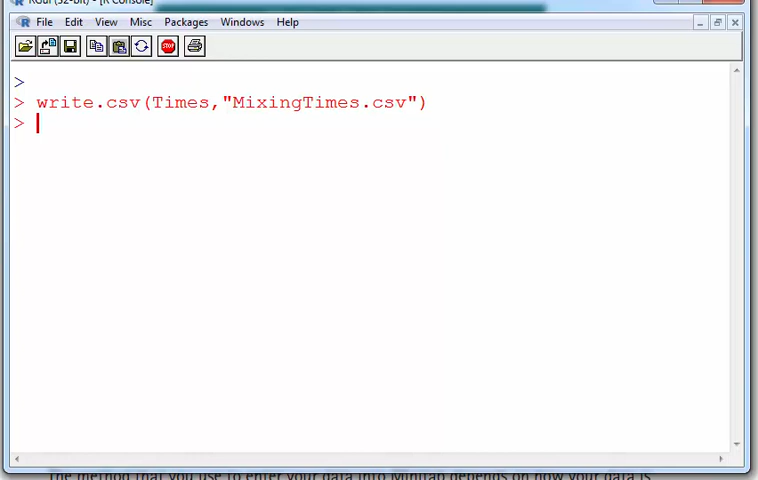 RGui (32-bit) - [R Console]
File Edit View Misc Packages Windows Help
STOP
>
> write.csv(Times,"MixingTimes.csv")
>
The method that you use to enter your data into Minitab depends on how your data is